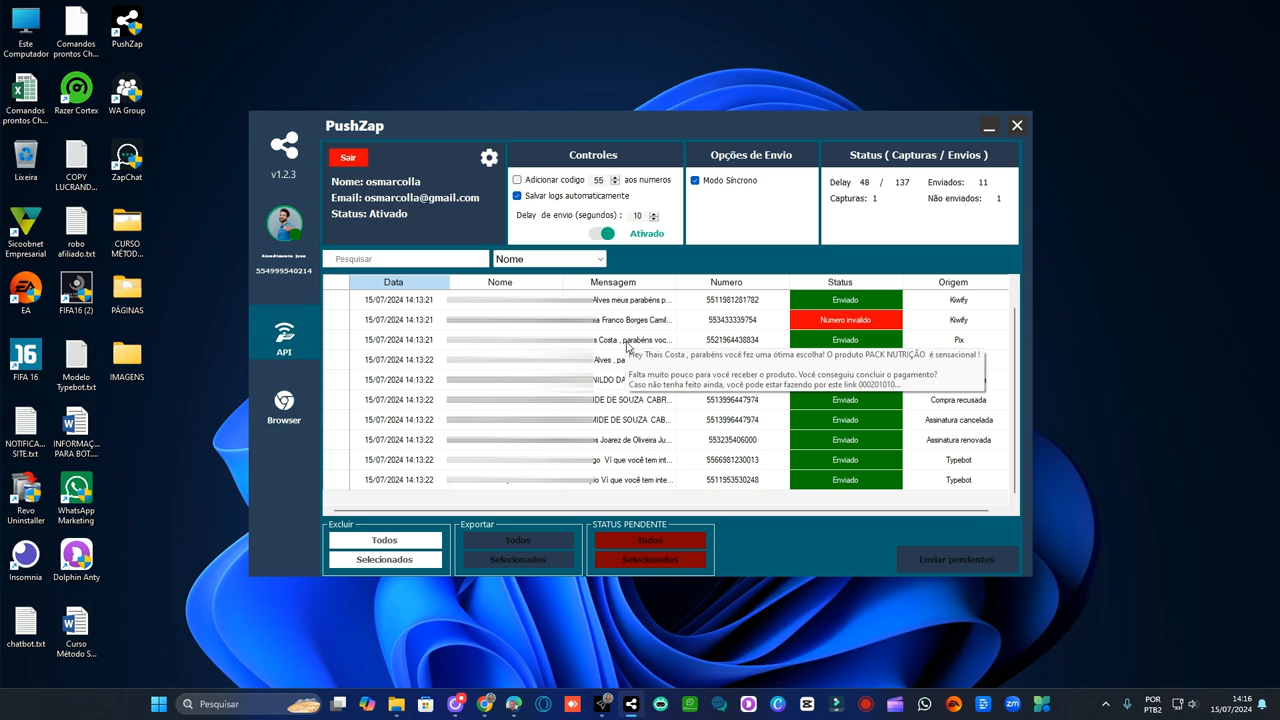 Este
Computador
Comandos
prontos Ch...
PushZap
Comandos
prontos Ch...
Razer Cortex
WA Group
Lixeira
COPY
LUCRAND...
ZapChat
Sicoobnet
Empresarial
robo
afiliado.txt
CURSO
MÉTOD...
EA
FIFA16 (2)
PÁGINAS
16
FIFA 16
Modelo
Typebot.txt
IMAGENS
NOTIFICA...
SITE.txt
INFORMAÇ...
PARA BOT....
Revo
Uninstaller
WhatsApp
Marketing
Insomnia
Dolphin Anty
chatbot.txt
Curso
Método S...
PushZap
v1.2.3
554999540214
API
Browser
Sair
Nome: osmarcolla
Email: osmarcolla@gmail.com
Status: Ativado
Controles
Adicionar codigo 55 aos numeros
Salvar logs automaticamente
Delay de envio (segundos) : 10
Ativado
Opções de Envio
Modo Síncrono
Status ( Capturas / Envios )
Delay 48 / 137 Enviados: 11
Capturas: 1 Não enviados: 1
Pesquisar Nome
Data Nome Mensagem Numero Status Origem
15/07/2024 14:13:21 Alves meus parabéns p... 5511981281782 Enviado Kiwify
15/07/2024 14:13:21 Franco Borges Camil... 553433339754 Numero invalido Kiwify
15/07/2024 14:13:21 s Costa , parabéns voc... 5521964438834 Enviado Pix
15/07/2024 14:13:22 Alves , pa
Hey Thais Costa , parabéns você fez uma ótima escolha! O produto PACK NUTRIÇÃO é sensacional !
Falta muito pouco para você receber o produto. Você conseguiu concluir o pagamento?
Caso não tenha feito ainda, você pode estar fazendo por este link 000201010...
15/07/2024 14:13:22 NILDO DA
15/07/2024 14:13:22 IDE DE SOUZA CABR... 5513996447974 Enviado Compra recusada
15/07/2024 14:13:22 MIDE DE SOUZA CAB... 5513996447974 Enviado Assinatura cancelada
15/07/2024 14:13:22 os Joarez de Oliveira Ju... 553235406000 Enviado Assinatura renovada
15/07/2024 14:13:22 go Ví que você tem inte... 5566981230013 Enviado Typebot
15/07/2024 14:13:22 Ví que você tem inte... 5511953530248 Enviado Typebot
Excluir Exportar STATUS PENDENTE
Todos Todos Todos
Selecionados Selecionados Selecionados
Enviar pendentes
Pesquisar
POR
PTB2
14:16
15/07/2024